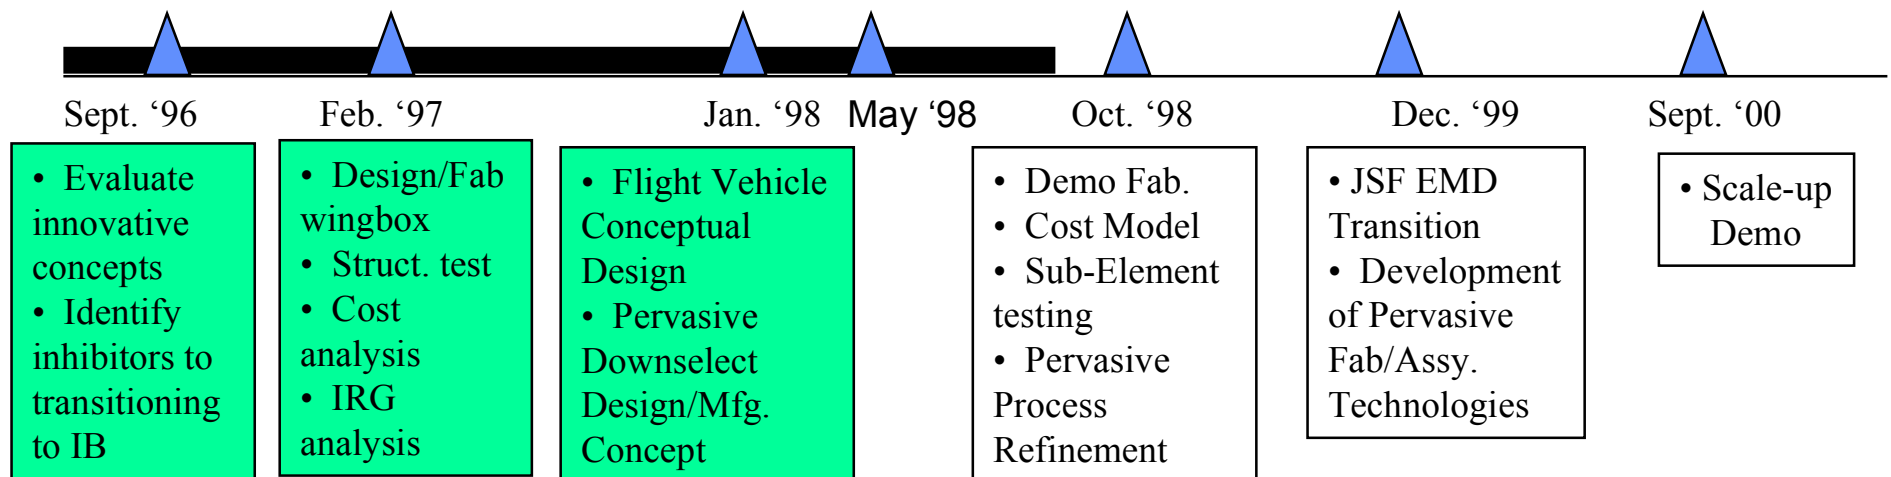 Sept. ‘96
Feb. ‘97
Jan. ‘98
May ‘98
Oct. ‘98
Dec. ‘99
Sept. ‘00
• Evaluate
innovative
concepts
• Identify
inhibitors to
transitioning
to IB
• Design/Fab
wingbox
• Struct. test
• Cost
analysis
• IRG
analysis
• Flight Vehicle
Conceptual
Design
• Pervasive
Downselect
Design/Mfg.
Concept
• Demo Fab.
• Cost Model
• Sub-Element
testing
• Pervasive
Process
Refinement
• JSF EMD
Transition
• Development
of Pervasive
Fab/Assy.
Technologies
• Scale-up
Demo